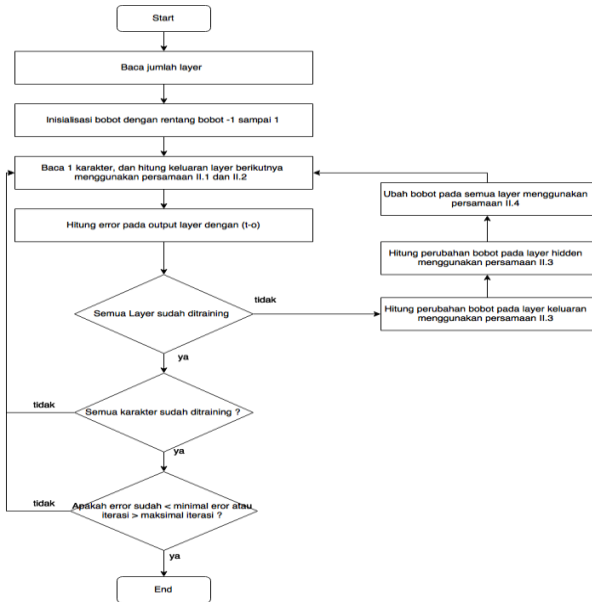 Start
Baca jumlah layer
Inisialisasi bobot dengan rentang bobot -1 sampai 1
Baca 1 karakter, dan hitung keluaran layer berikutnya
menggunakan persamaan II.1 dan II.2
Hitung error pada output layer dengan (t-o)
Semua Layer sudah ditraining
tidak
Hitung perubahan bobot pada layer keluaran
menggunakan persamaan II.3
Hitung perubahan bobot pada layer hidden
menggunakan persamaan II.3
Ubah bobot pada semua layer menggunakan
persamaan II.4
ya
Semua karakter sudah ditraining ?
tidak
ya
Apakah error sudah < minimal eror atau
iterasi > maksimal iterasi ?
tidak
ya
End